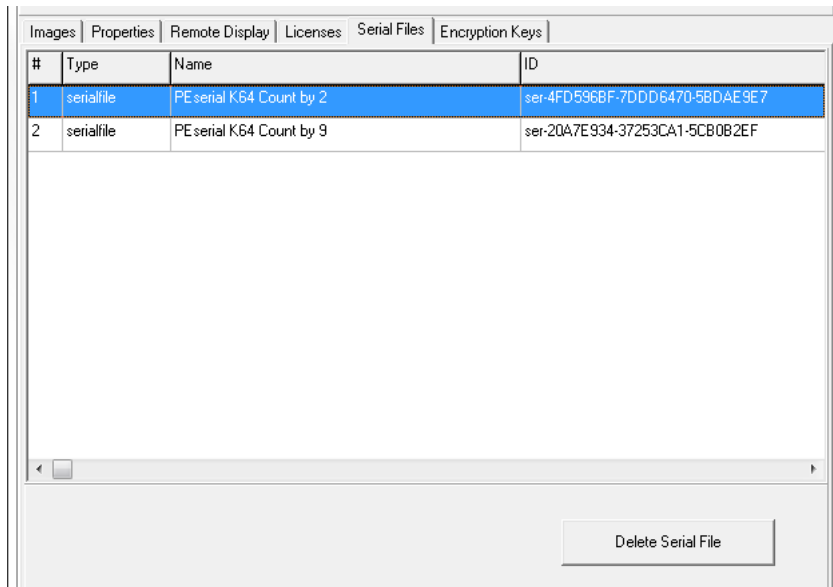 Images Properties Remote Display Licenses Serial Files Encryption Keys
# Type Name ID
1 serialfile PEserial K64 Count by 2 ser-4FD596BF-7DDD6470-5BDAE9E7
2 serialfile PEserial K64 Count by 9 ser-20A7E934-37253CA1-5CB0B2EF
Delete Serial File